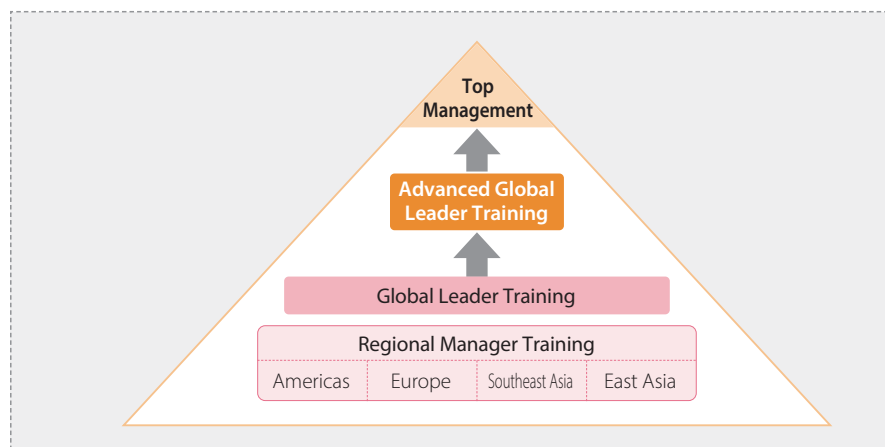 Top
Management
Advanced Global
Leader Training
Global Leader Training
Regional Manager Training
Americas
Europe
Southeast Asia
East Asia